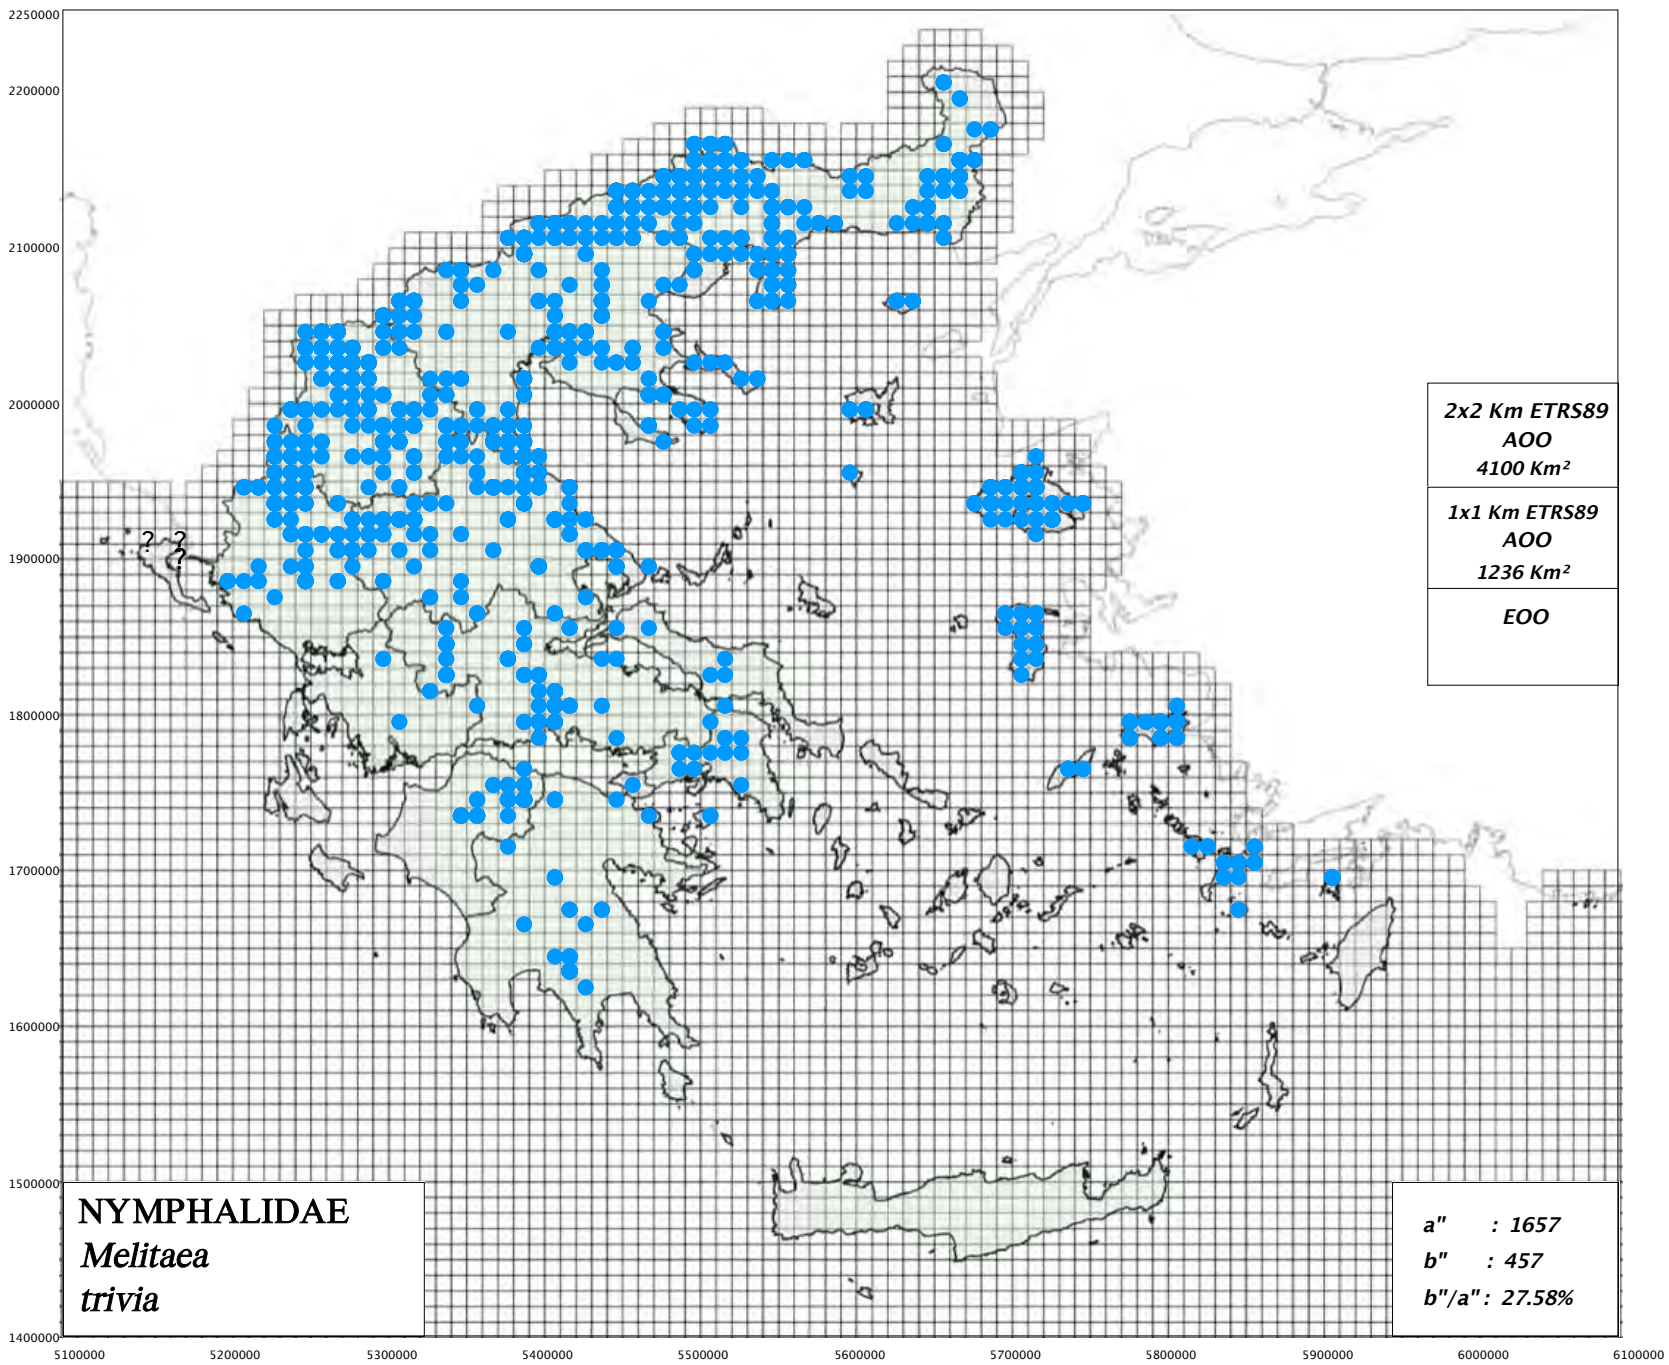 2250000
2200000
2100000
2000000
1900000
1800000
1700000
1600000
1500000
1400000
? ?
?
2x2 Km ETRS89
AOO
4100 Km²
1x1 Km ETRS89
AOO
1236 Km²
EOO
NYMPHALIDAE
Melitaea
trivia
a" : 1657
b" : 457
b"/a" : 27.58%
5100000 5200000 5300000 5400000 5500000 5600000 5700000 5800000 5900000 6000000 6100000